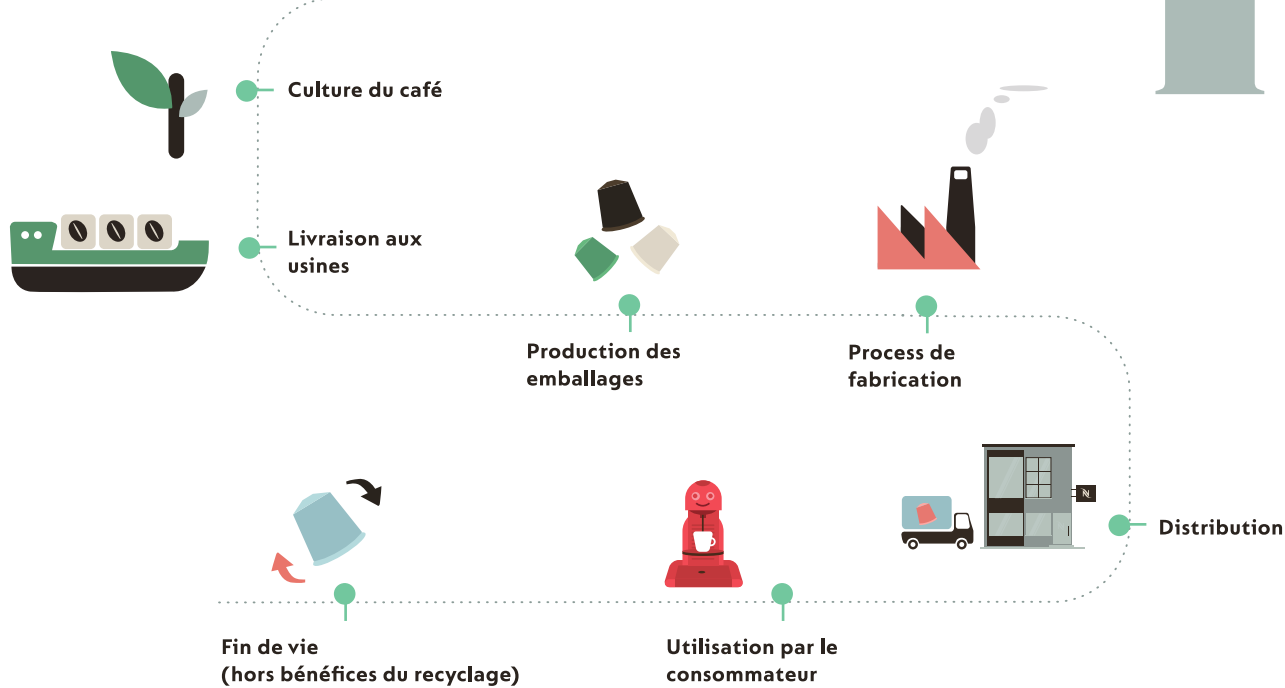 Culture du café
Livraison aux
usines
Production des
emballages
Process de
fabrication
Distribution
Utilisation par le
consommateur
Fin de vie
(hors bénéfices du recyclage)